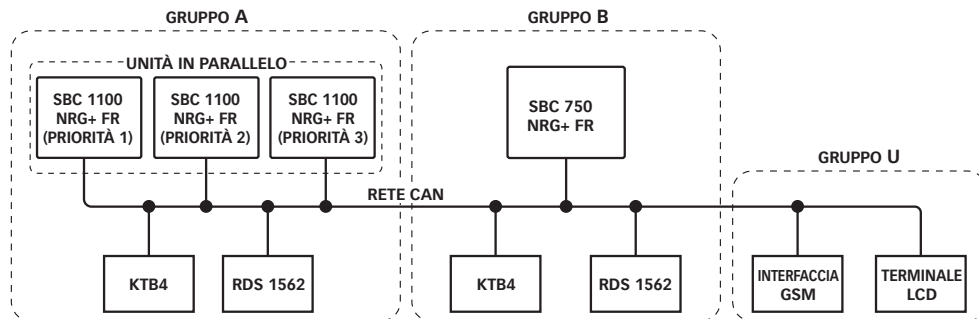 GRUPPO A
UNITÀ IN PARALLELO
SBC 1100
NRG+ FR
(PRIORITÀ 1)
SBC 1100
NRG+ FR
(PRIORITÀ 2)
SBC 1100
NRG+ FR
(PRIORITÀ 3)
KTB4
RDS 1562
RETE CAN
GRUPPO B
SBC 750
NRG+ FR
KTB4
RDS 1562
GRUPPO U
INTERFACCIA
GSM
TERMINALE
LCD